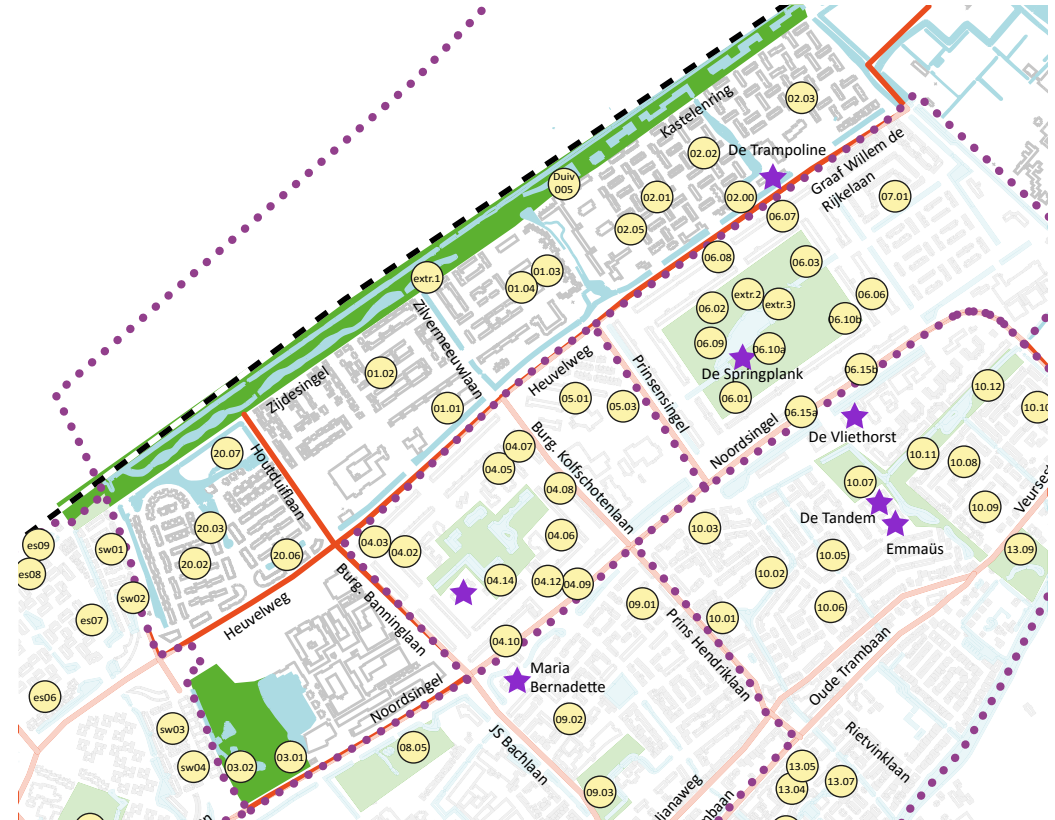 02.03
Kastelenring
02.02
De Trampoline
Graaf Willem de
Rijkelaan
Duiv
005
02.01
02.00
07.01
06.07
02.05
06.08
06.03
extr.1
01.03
01.04
extr.2
extr.3
06.02
06.06
06.10b
Zilvermeeuwlaan
06.09
06.10a
De Springplank
Heuvelweg
Prinsensingel
01.02
Zijdesingel
06.15b
10.12
05.01
05.03
06.01
01.01
06.15a
10.10
De Vliethorst
Noordsingel
Burg. Kolfschotenlaan
04.07
20.07
Houtduiflaan
04.05
10.11
10.08
04.08
10.07
Veurses
10.09
De Tandem
20.03
10.03
Emmaüs
04.06
es09
sw01
04.03
04.02
20.06
20.02
10.05
13.09
es08
10.02
04.14
04.12
04.09
sw02
Burg. Banninglaan
09.01
10.06
Heuvelweg
es07
10.01
Prins Hendriklaan
04.10
Maria
Bernadette
Oude Trambaan
es06
Noordsingel
09.02
sw03
JS Bachlaan
08.05
Rietvinklaan
03.01
03.02
sw04
13.05
13.07
13.04
09.03
lianaweg
mbaan
an